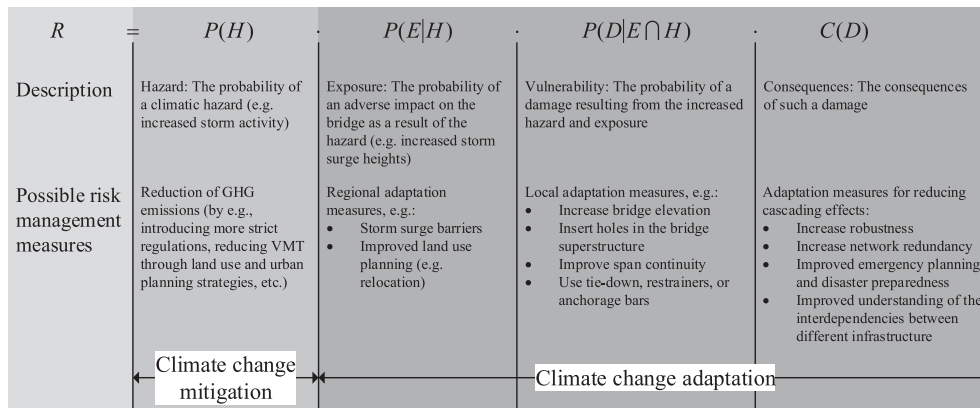 R = P(H) · P(E|H) · P(D|E⋂H) · C(D)
Description
Hazard: The probability of
a climatic hazard (e.g.
increased storm activity)
Exposure: The probability of
an adverse impact on the
bridge as a result of the
hazard (e.g. increased storm
surge heights)
Vulnerability: The probability of a
damage resulting from the increased
hazard and exposure
Consequences: The consequences
of such a damage
Possible risk
management
measures
Reduction of GHG
emissions (by e.g.,
introducing more strict
regulations, reducing VMT
through land use and urban
planning strategies, etc.)
Regional adaptation
measures, e.g.:
• Storm surge barriers
• Improved land use
planning (e.g.
relocation)
Local adaptation measures, e.g.:
• Increase bridge elevation
• Insert holes in the bridge
superstructure
• Improve span continuity
• Use tie-down, restrainers, or
anchorage bars
Adaptation measures for reducing
cascading effects:
• Increase robustness
• Increase network redundancy
• Improved emergency planning
and disaster preparedness
• Improved understanding of the
interdependencies between
different infrastructure
Climate change
mitigation
Climate change adaptation